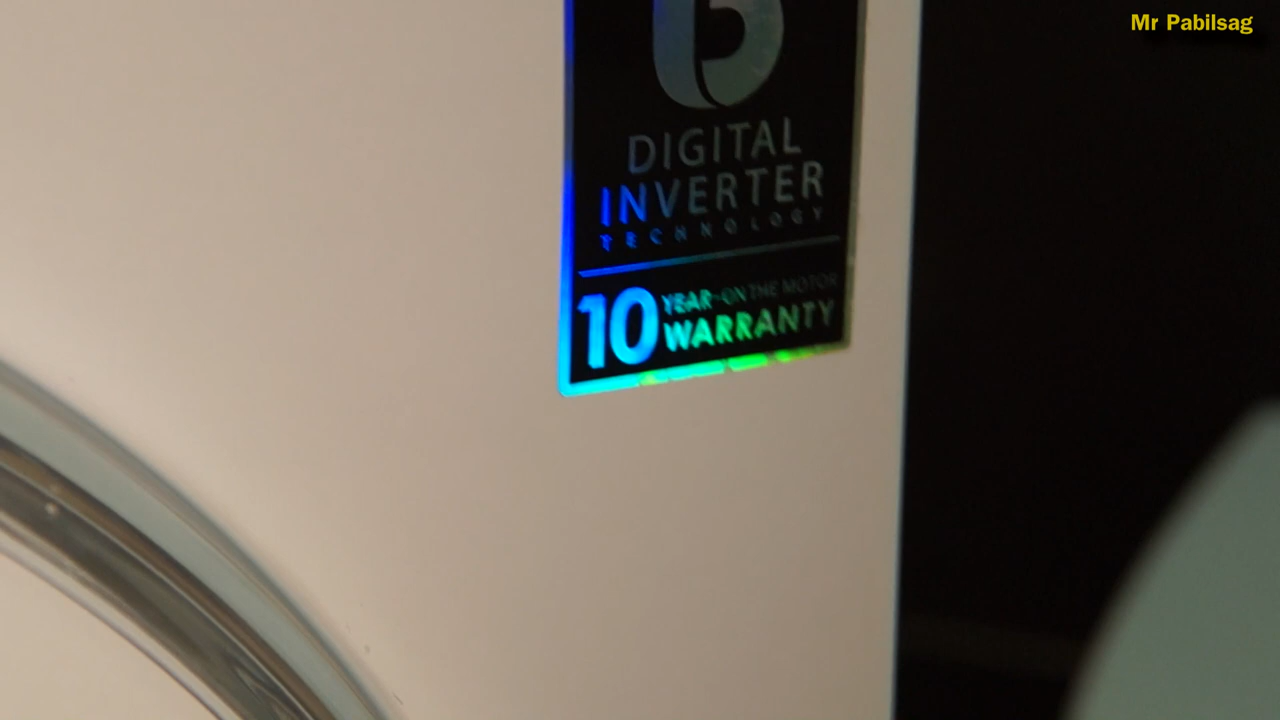 Mr Pabilsag
DIGITAL
INVERTER
TECHNOLOGY
10 YEAR-ON THE MOTOR
WARRANTY